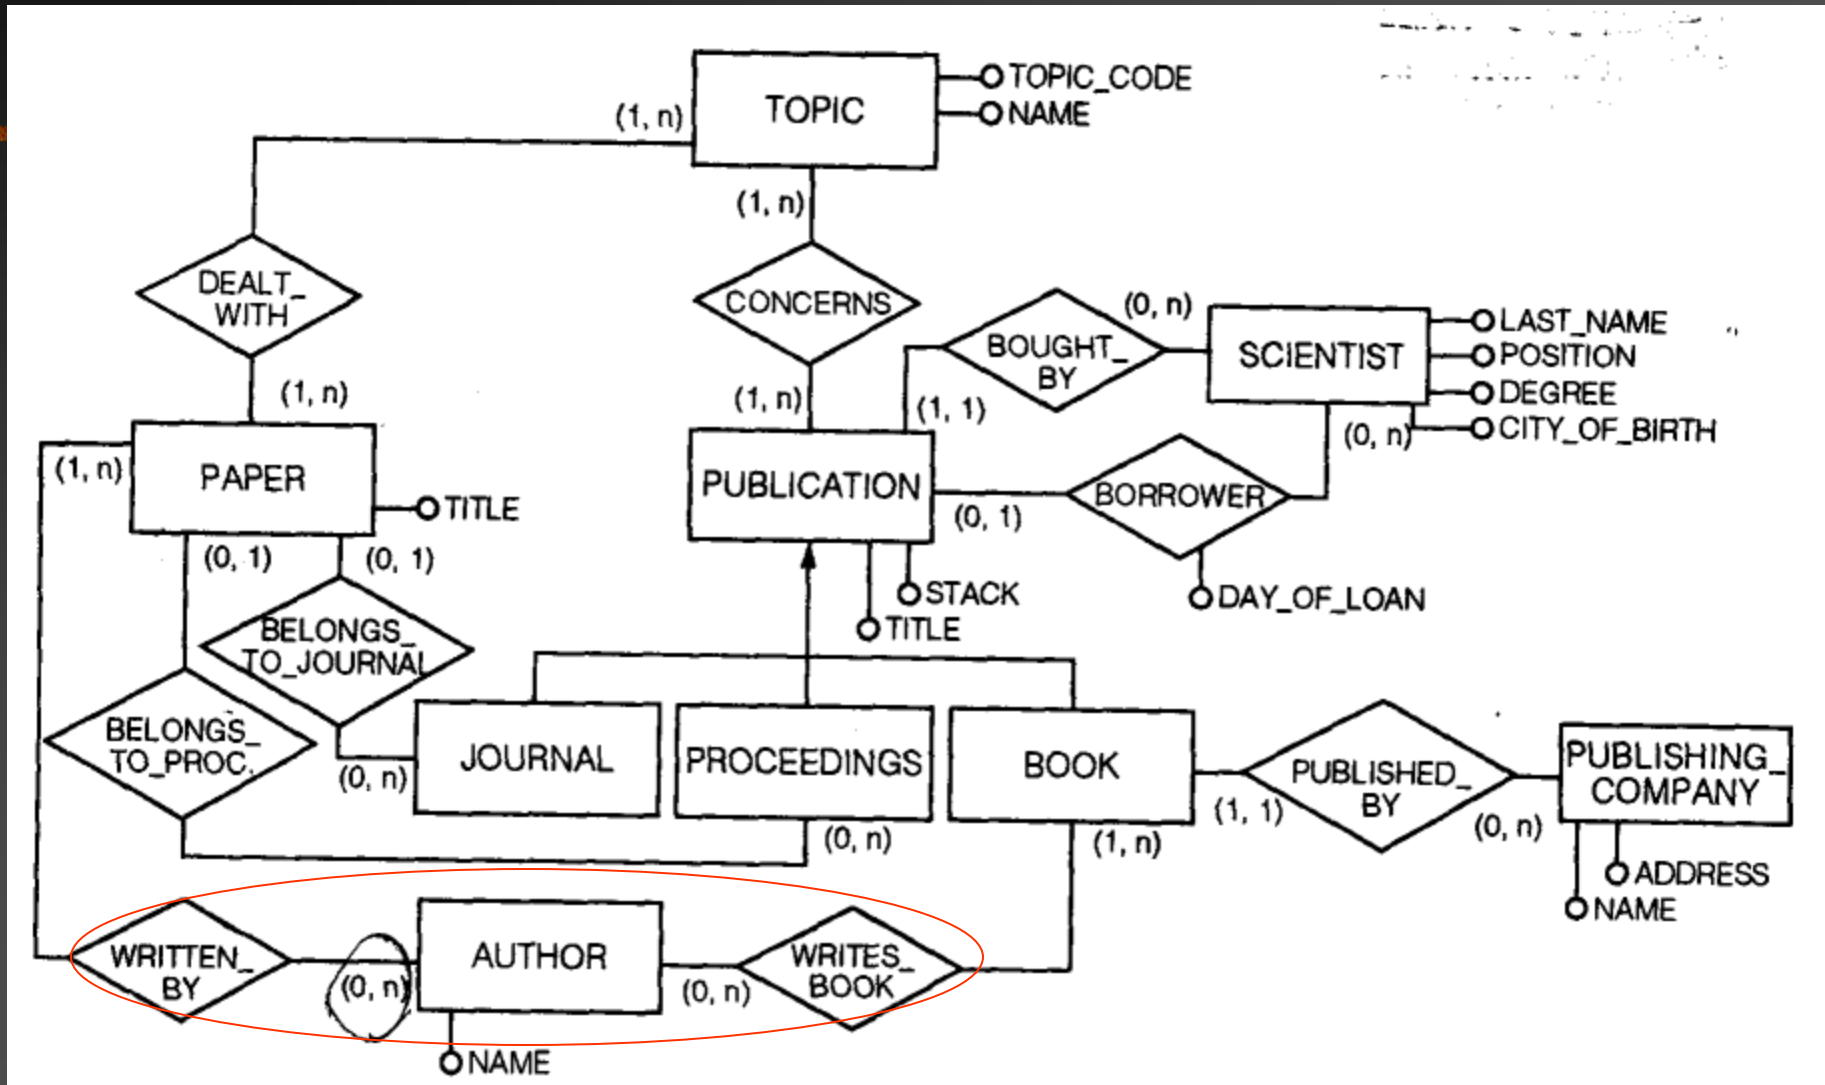 TOPIC
TOPIC_CODE
NAME
(1, n)
(1, n)
DEALT_
WITH
CONCERNS
(1, n)
(1, n)
BOUGHT_
BY
(0, n)
(1, 1)
SCIENTIST
LAST_NAME
POSITION
DEGREE
CITY_OF_BIRTH
(0, n)
PAPER
(1, n)
TITLE
(0, 1)
(0, 1)
PUBLICATION
(0, 1)
BORROWER
DAY_OF_LOAN
STACK
TITLE
BELONGS_
TO_JOURNAL
BELONGS_
TO_PROC.
(0, n)
JOURNAL
PROCEEDINGS
(0, n)
BOOK
(1, n)
(1, 1)
PUBLISHED_
BY
(0, n)
PUBLISHING_
COMPANY
ADDRESS
NAME
WRITTEN_
BY
(0, n)
AUTHOR
(0, n)
WRITES_
BOOK
NAME